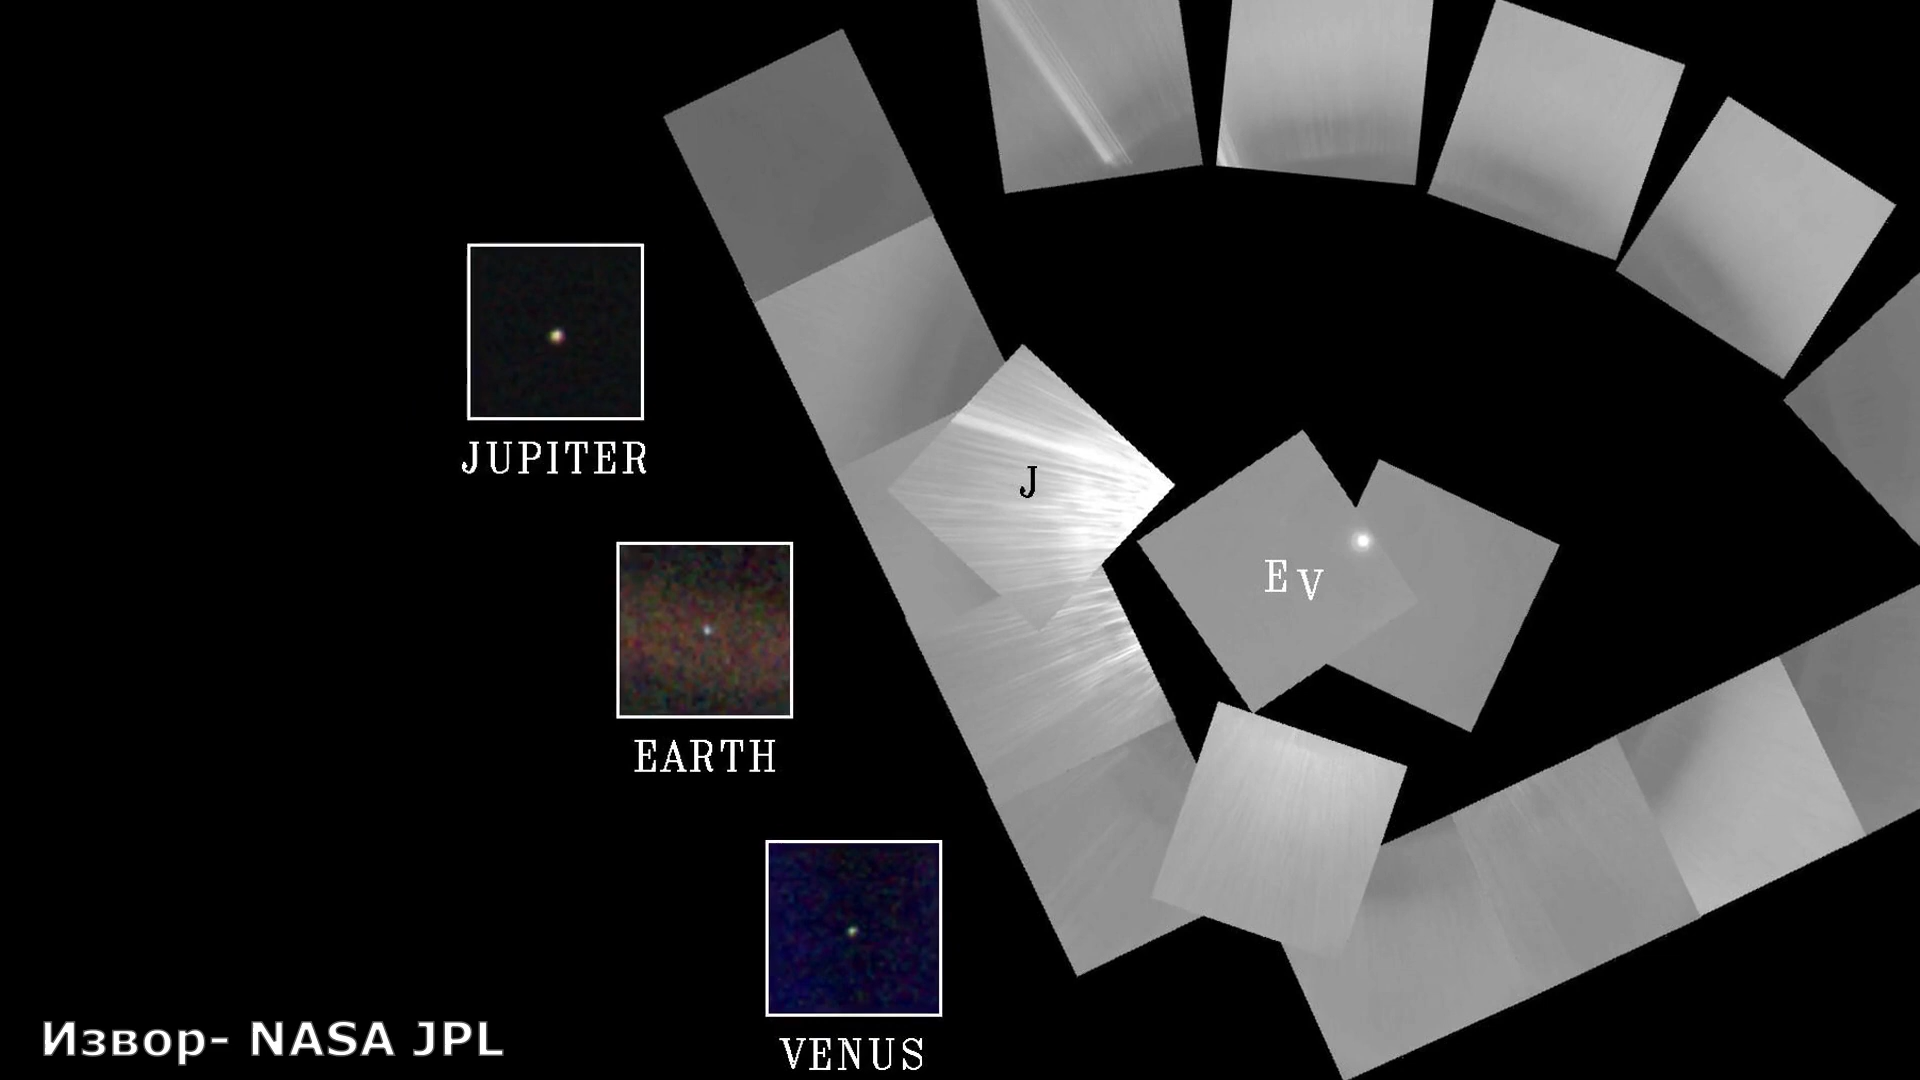 JUPITER
J
E V
EARTH
VENUS
Извор- NASA JPL